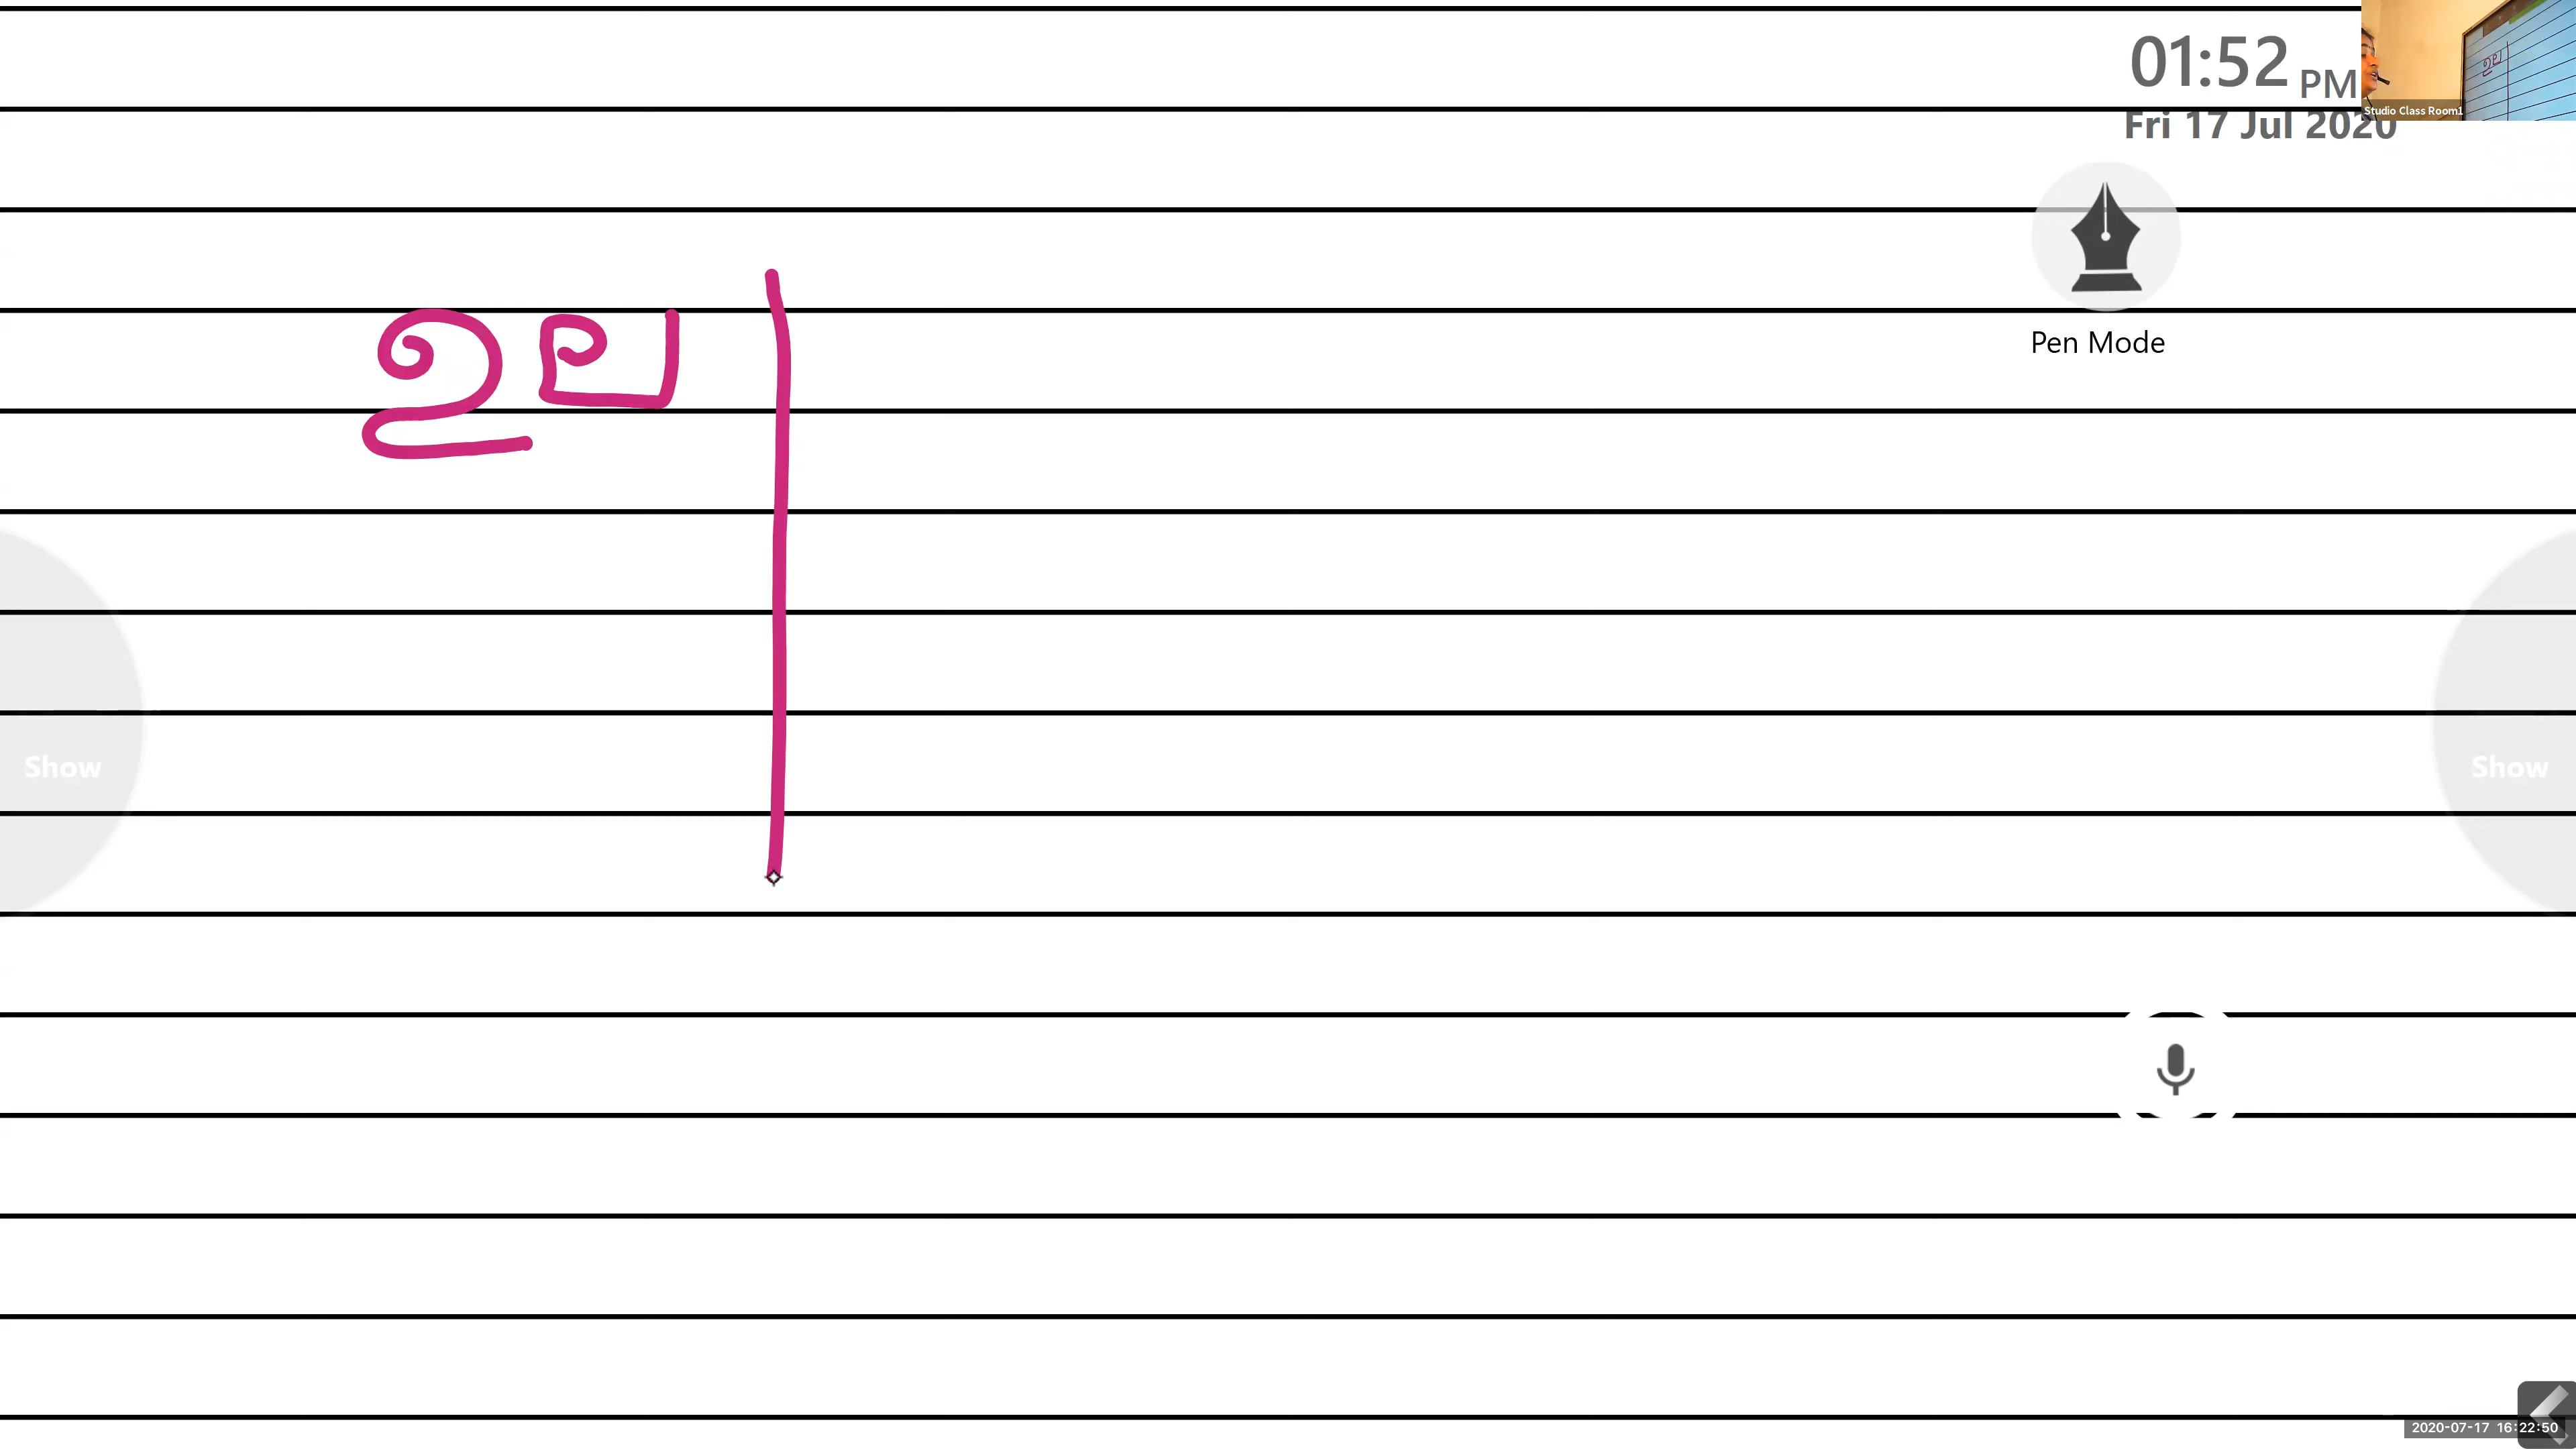 01:52 PM
Fri 17 Jul 2020
Studio Class Room1
Pen Mode
ഉപ
Show
Show
2020-07-17 16:22:50